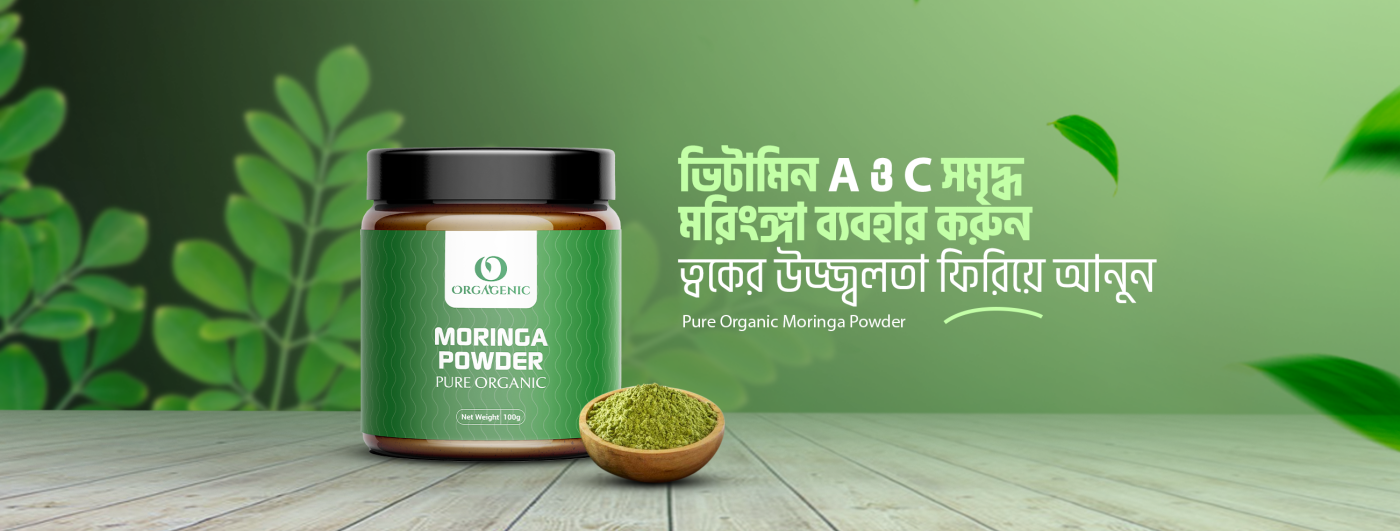 ORGAGENIC
MORINGA
POWDER
PURE ORGANIC
Net Weight 100g
ভিটামিন A ও C সমৃদ্ধ
মরিংঙ্গা ব্যবহার করুন
ত্বকের উজ্জ্বলতা ফিরিয়ে আনুন
Pure Organic Moringa Powder